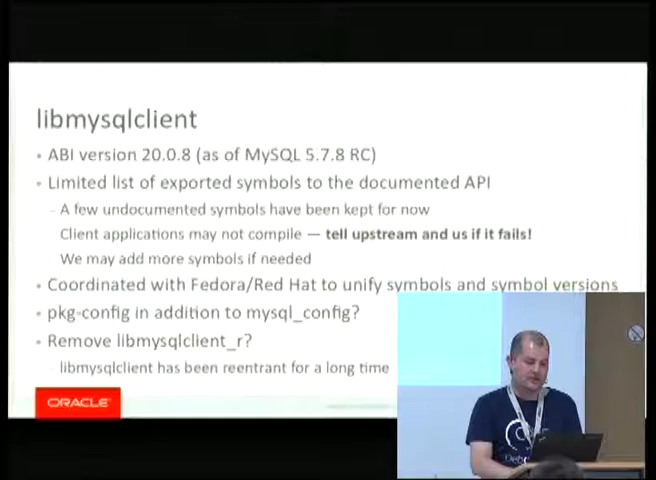 libmysqlclient
• ABI version 20.0.8 (as of MySQL 5.7.8 RC)
• Limited list of exported symbols to the documented API
– A few undocumented symbols have been kept for now
Client applications may not compile — tell upstream and us if it fails!
We may add more symbols if needed
• Coordinated with Fedora/Red Hat to unify symbols and symbol versions
• pkg-config in addition to mysql_config?
• Remove libmysqlclient_r?
– libmysqlclient has been reentrant for a long time
ORACLE